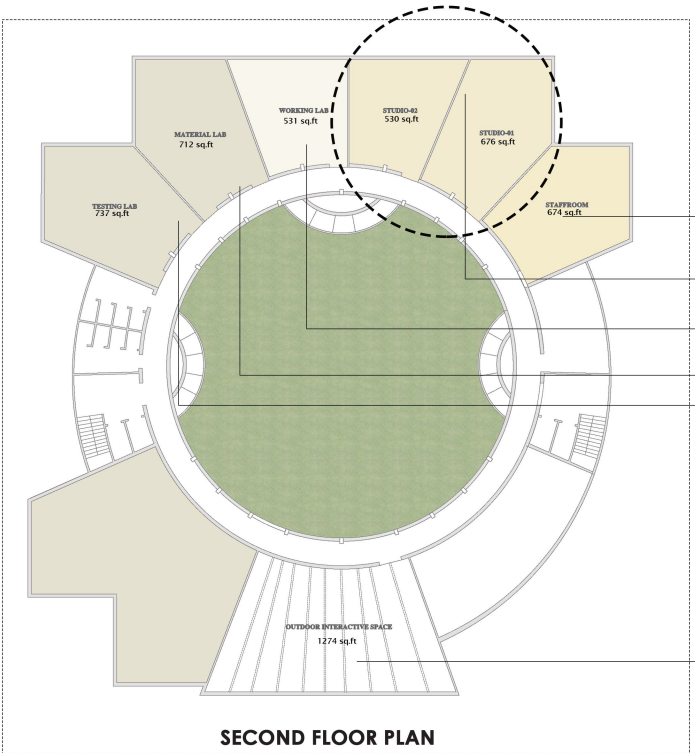 WORKING LAB
531 sq.ft
STUDIO-02
530 sq.ft
MATERIAL LAB
712 sq.ft
STUDIO-01
676 sq.ft
TESTING LAB
737 sq.ft
STAFFROOM
674 sq.ft
OUTDOOR INTERACTIVE SPACE
1274 sq.ft
SECOND FLOOR PLAN